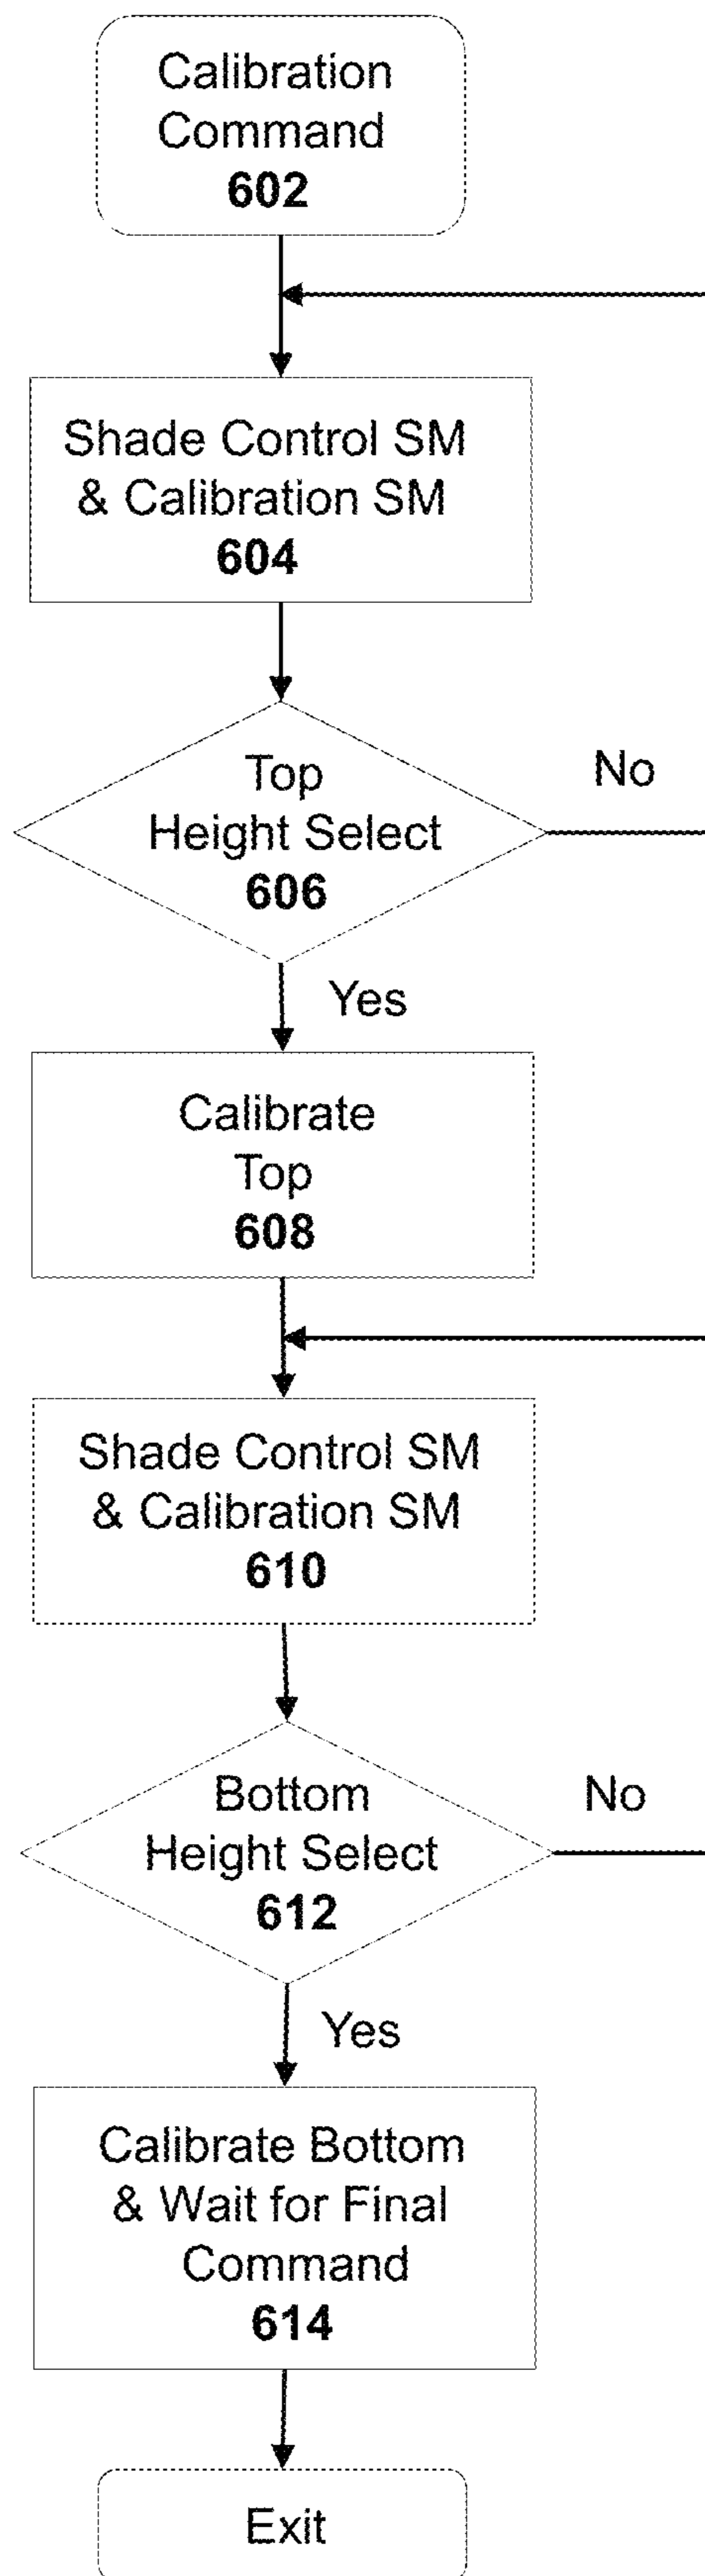 Calibration
Command
602
Shade Control SM
& Calibration SM
604
Top
Height Select
606
No
Yes
Calibrate
Top
608
Shade Control SM
& Calibration SM
610
Bottom
Height Select
612
No
Yes
Calibrate Bottom
& Wait for Final
Command
614
Exit